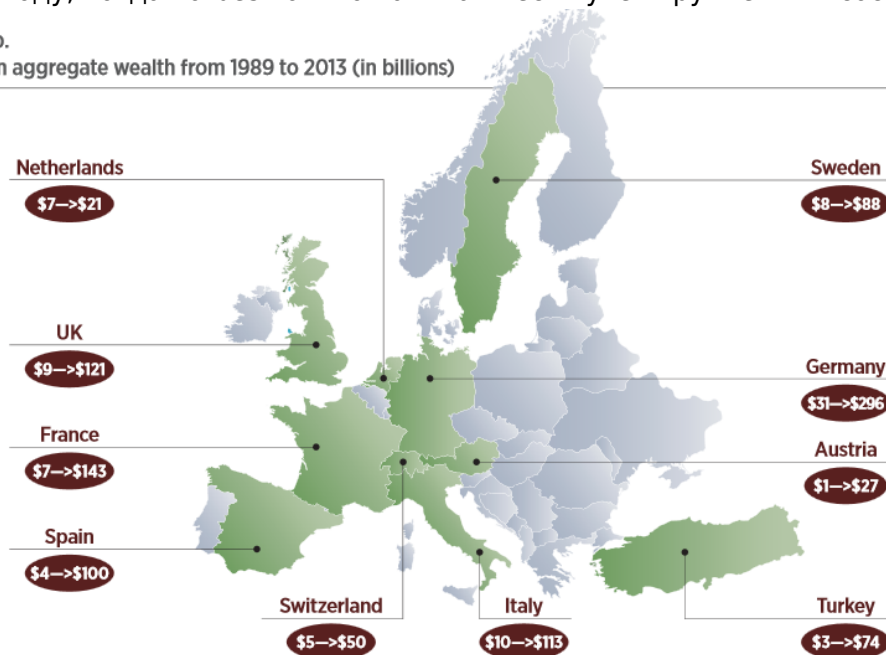 o.
n aggregate wealth from 1989 to 2013 (in billions)
Netherlands
$7—>$21
Sweden
$8—>$88
UK
$9—>$121
Germany
$31—>$296
France
$7—>$143
Austria
$1—>$27
Spain
$4—>$100
Switzerland
$5—>$50
Italy
$10—>$113
Turkey
$3—>$74